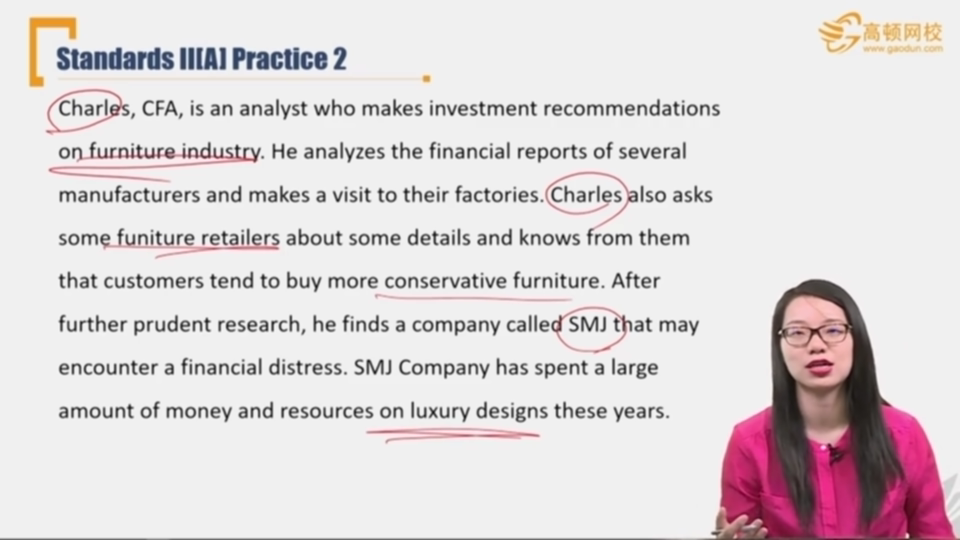 高顿网校
www.gaodun.com
Standards II[A] Practice 2
Charles, CFA, is an analyst who makes investment recommendations
on furniture industry. He analyzes the financial reports of several
manufacturers and makes a visit to their factories. Charles also asks
some funiture retailers about some details and knows from them
that customers tend to buy more conservative furniture. After
further prudent research, he finds a company called SMJ that may
encounter a financial distress. SMJ Company has spent a large
amount of money and resources on luxury designs these years.